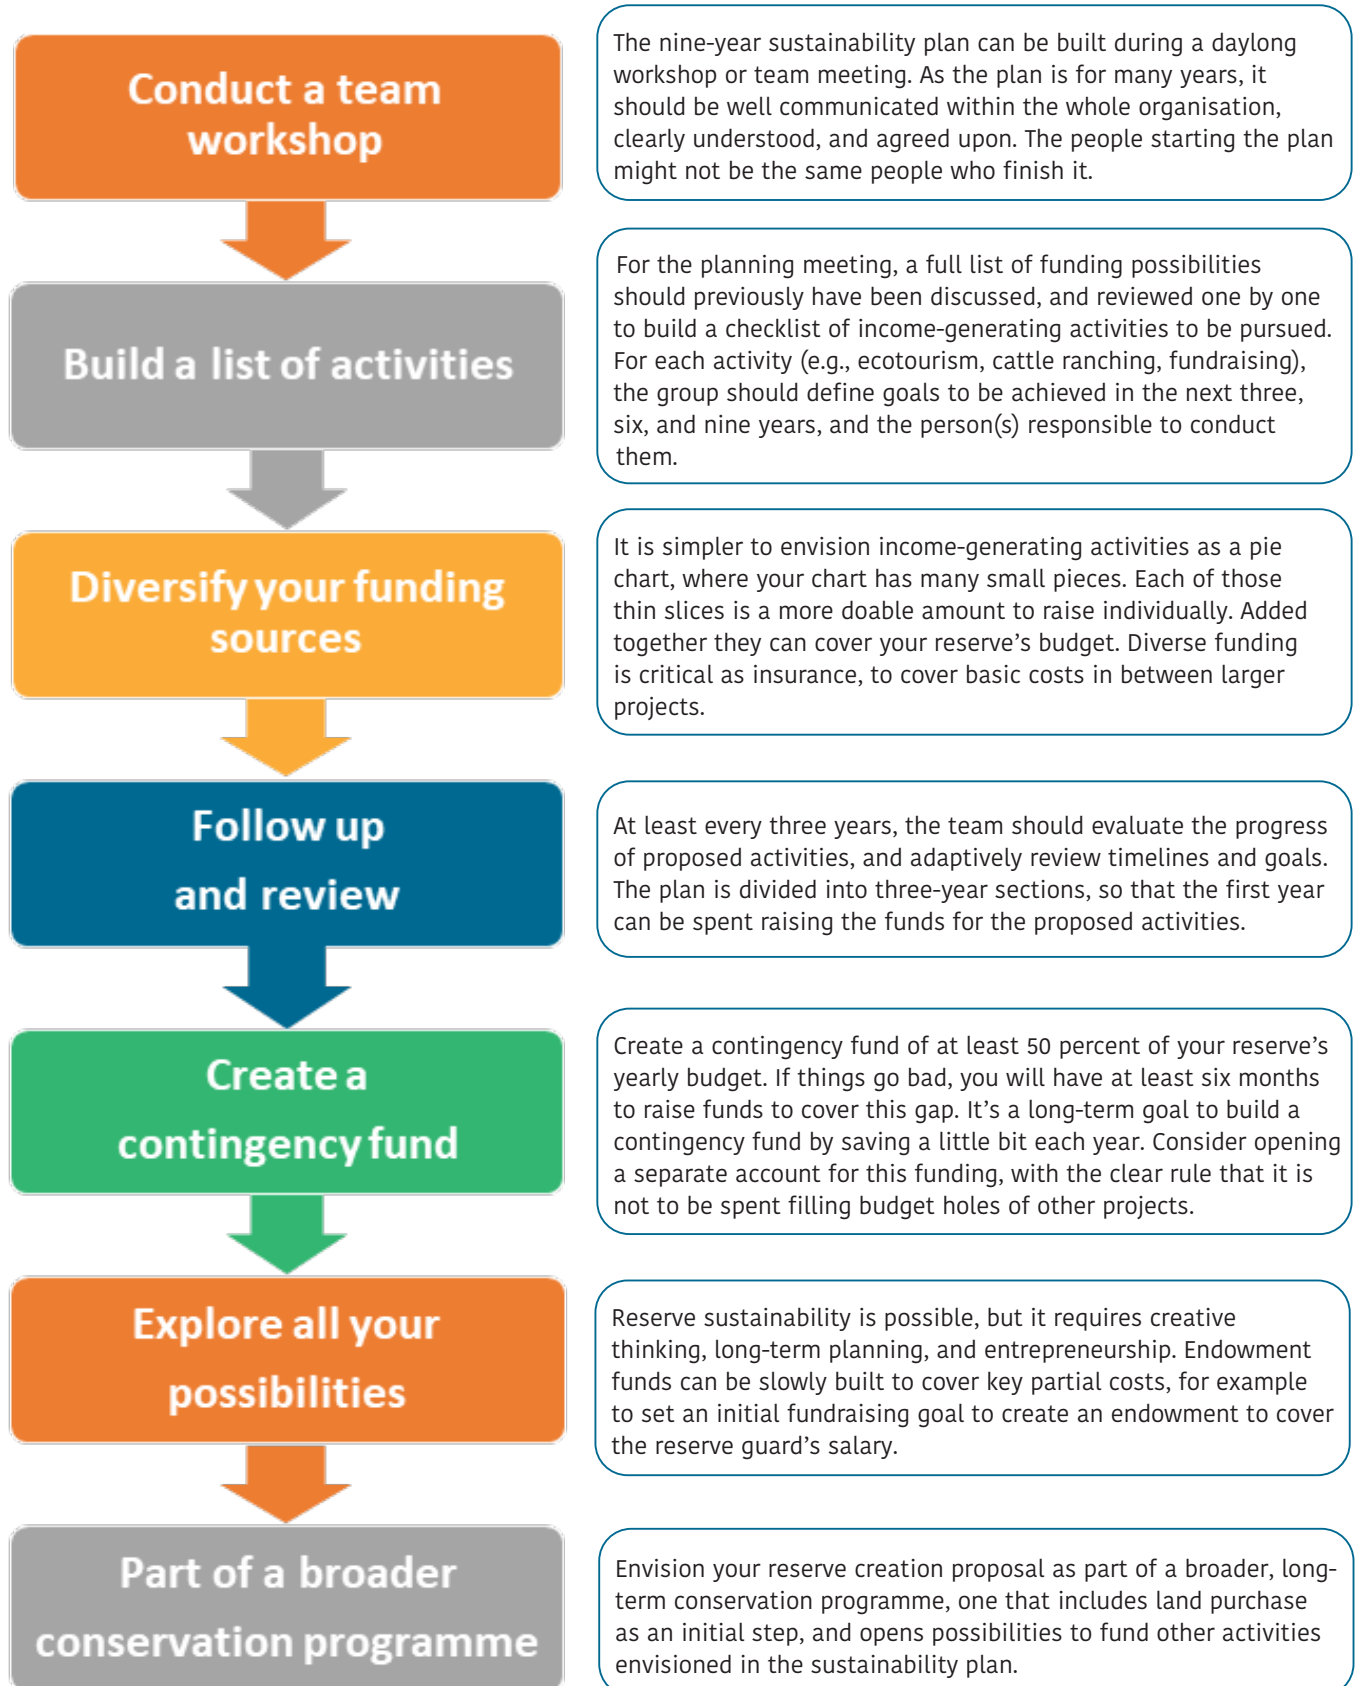 Conduct a team
workshop
The nine-year sustainability plan can be built during a daylong
workshop or team meeting. As the plan is for many years, it
should be well communicated within the whole organisation,
clearly understood, and agreed upon. The people starting the plan
might not be the same people who finish it.
Build a list of activities
For the planning meeting, a full list of funding possibilities
should previously have been discussed, and reviewed one by one
to build a checklist of income-generating activities to be pursued.
For each activity (e.g., ecotourism, cattle ranching, fundraising),
the group should define goals to be achieved in the next three,
six, and nine years, and the person(s) responsible to conduct
them.
Diversify your funding
sources
It is simpler to envision income-generating activities as a pie
chart, where your chart has many small pieces. Each of those
thin slices is a more doable amount to raise individually. Added
together they can cover your reserve’s budget. Diverse funding
is critical as insurance, to cover basic costs in between larger
projects.
Follow up
and review
At least every three years, the team should evaluate the progress
of proposed activities, and adaptively review timelines and goals.
The plan is divided into three-year sections, so that the first year
can be spent raising the funds for the proposed activities.
Create a
contingency fund
Create a contingency fund of at least 50 percent of your reserve’s
yearly budget. If things go bad, you will have at least six months
to raise funds to cover this gap. It’s a long-term goal to build a
contingency fund by saving a little bit each year. Consider opening
a separate account for this funding, with the clear rule that it is
not to be spent filling budget holes of other projects.
Explore all your
possibilities
Reserve sustainability is possible, but it requires creative
thinking, long-term planning, and entrepreneurship. Endowment
funds can be slowly built to cover key partial costs, for example
to set an initial fundraising goal to create an endowment to cover
the reserve guard’s salary.
Part of a broader
conservation programme
Envision your reserve creation proposal as part of a broader, long-
term conservation programme, one that includes land purchase
as an initial step, and opens possibilities to fund other activities
envisioned in the sustainability plan.